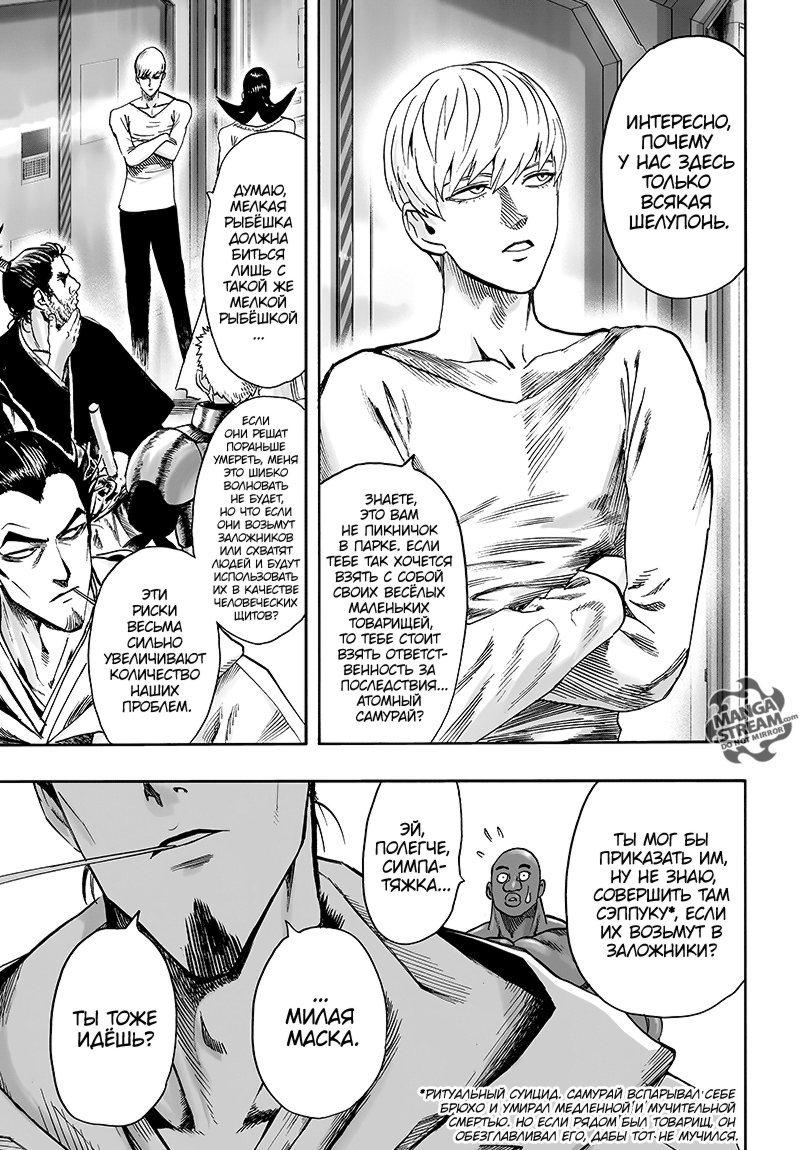 ИНТЕРЕСНО,
ПОЧЕМУ
У НАС ЗДЕСЬ
ТОЛЬКО
ВСЯКАЯ
ШЕЛУПОНЬ.
ЗНАЕТЕ,
ЭТО ВАМ
НЕ ПИКНИЧОК
В ПАРКЕ. ЕСЛИ
ТЕБЕ ТАК ХОЧЕТСЯ
ВЗЯТЬ С СОБОЙ
СВОИХ ВЕСЁЛЫХ
МАЛЕНЬКИХ
ТОВАРИЩЕЙ,
ТО ТЕБЕ СТОИТ
ВЗЯТЬ ОТВЕТСТ-
ВЕННОСТЬ ЗА
ПОСЛЕДСТВИЯ...
АТОМНЫЙ
САМУРАЙ?
ДУМАЮ,
МЕЛКАЯ
РЫБЁШКА
ДОЛЖНА
БИТЬСЯ
ЛИШЬ С
ТАКОЙ ЖЕ
МЕЛКОЙ
РЫБЁШКОЙ
...
ЕСЛИ
ОНИ РЕШАТ
ПОРАНЬШЕ
УМЕРЕТЬ, МЕНЯ
ЭТО ШИБКО
ВОЛНОВАТЬ
НЕ БУДЕТ,
НО ЧТО ЕСЛИ
ОНИ ВОЗЬМУТ
ЗАЛОЖНИКОВ
ИЛИ СХВАТЯТ
ЛЮДЕЙ И БУДУТ
ИСПОЛЬЗОВАТЬ
ИХ В КАЧЕСТВЕ
ЧЕЛОВЕЧЕСКИХ
ЩИТОВ?
ЭТИ
РИСКИ
ВЕСЬМА
СИЛЬНО
УВЕЛИЧИВАЮТ
КОЛИЧЕСТВО
НАШИХ
ПРОБЛЕМ.
MANGA
STREAM.com
DO NOT MIRROR
ТЫ МОГ БЫ
ПРИКАЗАТЬ ИМ,
НУ НЕ ЗНАЮ,
СОВЕРШИТЬ ТАМ
СЭППУКУ*, ЕСЛИ
ИХ ВОЗЬМУТ В
ЗАЛОЖНИКИ?
ЭЙ,
ПОЛЕГЧЕ,
СИМПА-
ТЯЖКА...
...
МИЛАЯ
МАСКА.
ТЫ ТОЖЕ
ИДЁШЬ?
*РИТУАЛЬНЫЙ СУИЦИД. САМУРАЙ ВСПАРЫВАЛ СЕБЕ
БРЮХО И УМИРАЛ МЕДЛЕННОЙ И МУЧИТЕЛЬНОЙ
СМЕРТЬЮ. НО ЕСЛИ РЯДОМ БЫЛ ТОВАРИЩ, ОН
ОБЕЗГЛАВЛИВАЛ ЕГО, ДАБЫ ТОТ НЕ МУЧИЛСЯ.